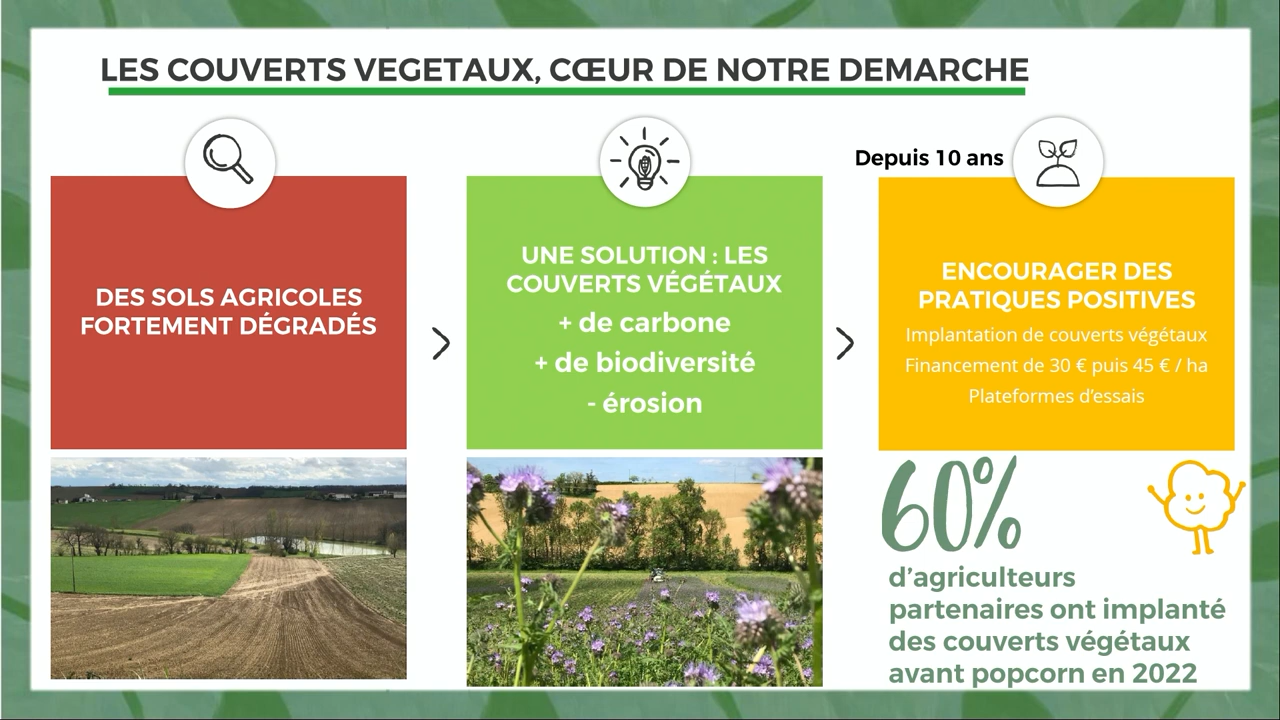 LES COUVERTS VEGETAUX, CŒUR DE NOTRE DEMARCHE
DES SOLS AGRICOLES
FORTEMENT DÉGRADÉS
UNE SOLUTION : LES
COUVERTS VÉGÉTAUX
+ de carbone
+ de biodiversité
- érosion
Depuis 10 ans
ENCOURAGER DES
PRATIQUES POSITIVES
Implantation de couverts végétaux
Financement de 30 € puis 45 € / ha
Plateformes d'essais
60%
d'agriculteurs
partenaires ont implanté
des couverts végétaux
avant popcorn en 2022